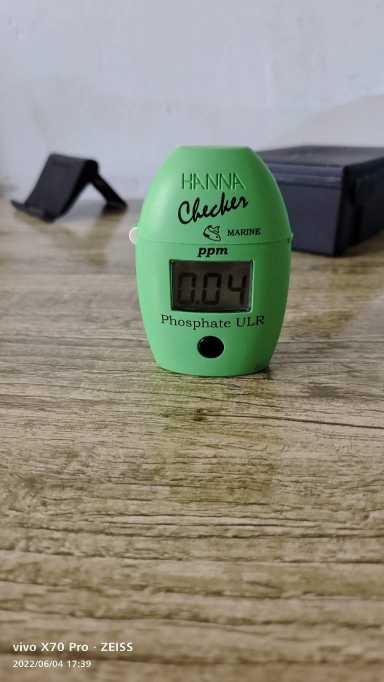 HANNA
Checker
MARINE
ppm
0.04
Phosphate ULR
vivo X70 Pro · ZEISS
2022/06/04 17:39